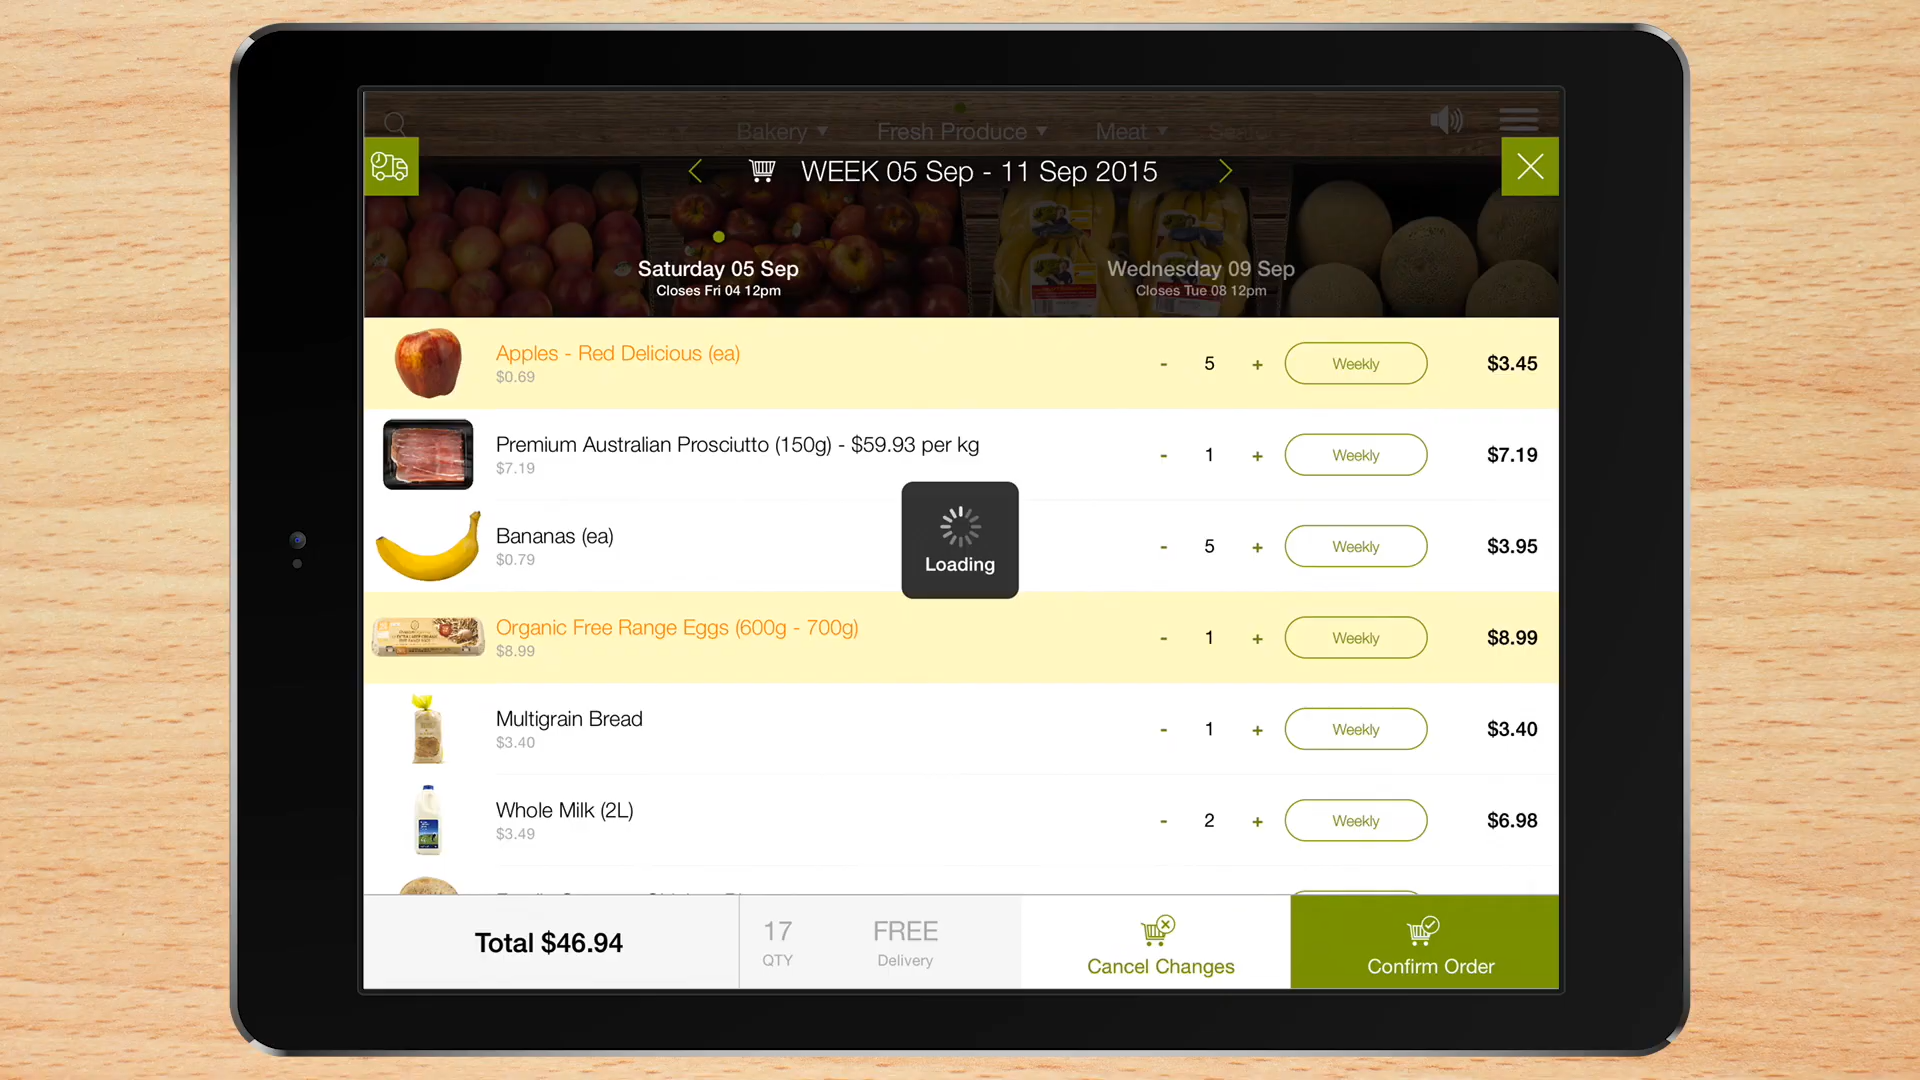 Bakery ▼ Fresh Produce ▼ Meat ▼
WEEK 05 Sep - 11 Sep 2015
Saturday 05 Sep
Closes Fri 04 12pm
Wednesday 09 Sep
Closes Tue 08 12pm
Apples - Red Delicious (ea)
$0.69
- 5 + Weekly $3.45
Premium Australian Prosciutto (150g) - $59.93 per kg
$7.19
- 1 + Weekly $7.19
Bananas (ea)
$0.79
- 5 + Weekly $3.95
Loading
Organic Free Range Eggs (600g - 700g)
$8.99
- 1 + Weekly $8.99
Multigrain Bread
$3.40
- 1 + Weekly $3.40
Whole Milk (2L)
$3.49
- 2 + Weekly $6.98
Total $46.94
17
QTY
FREE
Delivery
Cancel Changes
Confirm Order